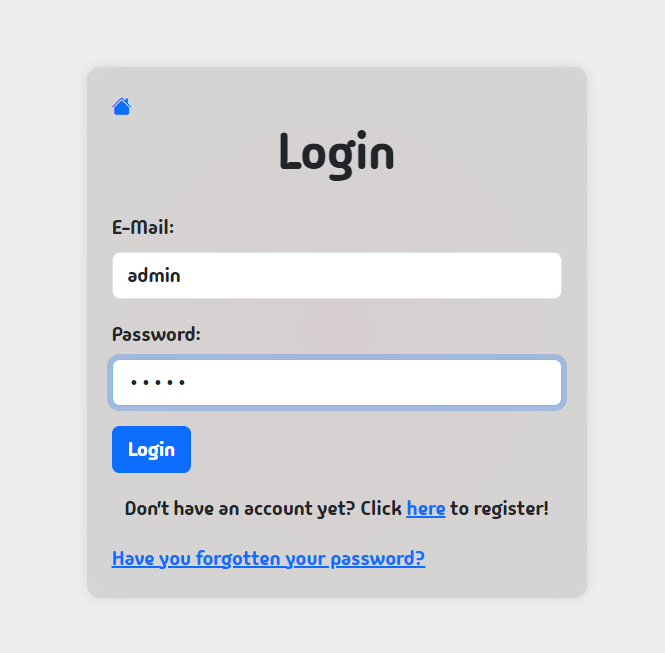 Login
E-Mail:
admin
Password:
•••••
Login
Don't have an account yet? Click here to register!
Have you forgotten your password?